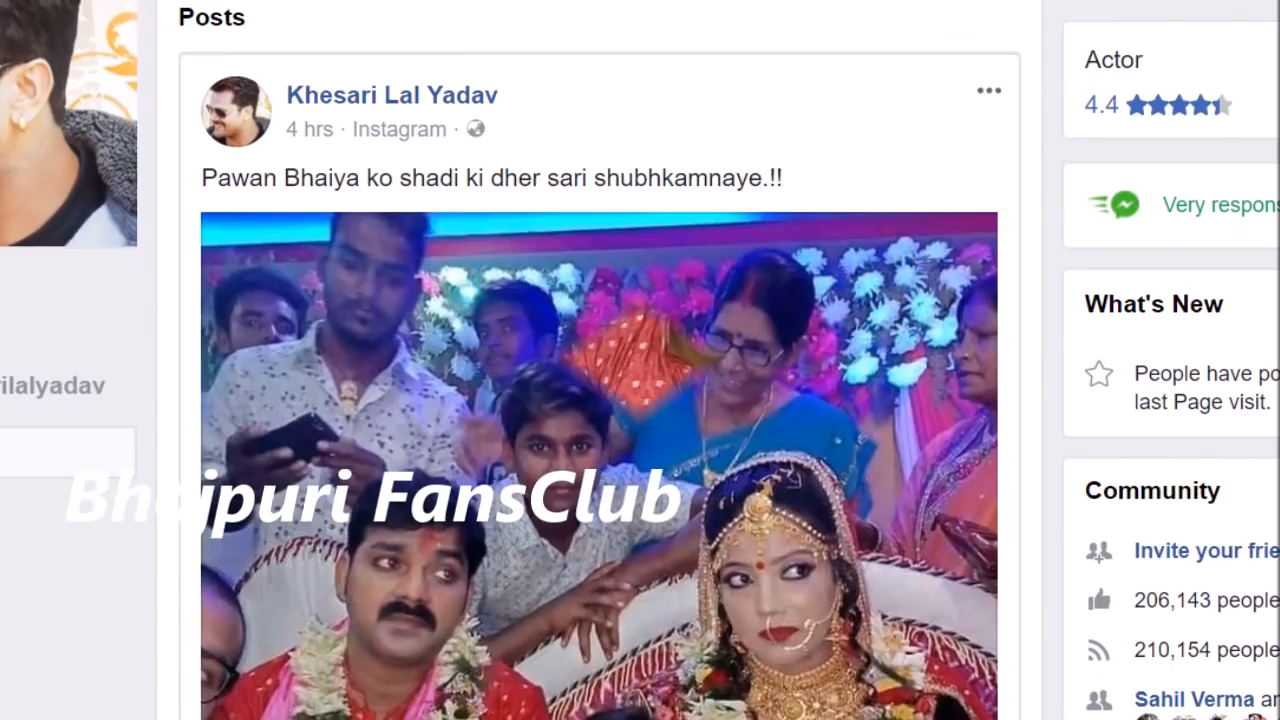 Posts
Khesari Lal Yadav
4 hrs · Instagram ·
Pawan Bhaiya ko shadi ki dher sari shubhkamnaye.!!
Bhojpuri FansClub
ilalyadav
Actor
4.4
Very respons
What's New
People have po
last Page visit.
Community
Invite your frie
206,143 people
210,154 people
Sahil Verma an